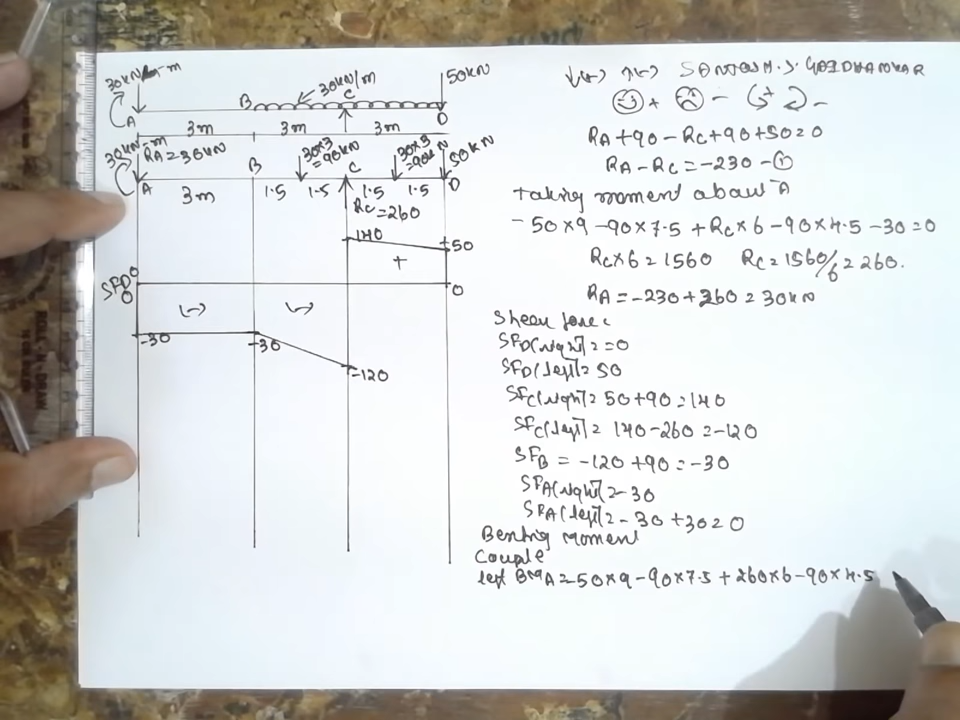 30kN-m
30kN/m
50kN
A
B
C
D
3m 3m 3m
30kN-m
RA=30kN
30×3
=90kN
30×3
=90kN
50kN
A B C D
3m 1.5 1.5 1.5 1.5
RC=260
140
+50
+
SFD
0
0
0
(-) (-)
-30
-30
-120
↓(+) ↑(-) SANTOSH.S.GOIDHANKAR
+ -
RA+90-RC+90+50=0
RA-RC=-230-①
Taking moment about A
-50×9-90×7.5+RC×6-90×4.5-30=0
RC×6=1560 RC=1560/6=260.
RA=-230+260=30kN
Shear force
SFD(right)=0
SFD(left)=50
SFC(right)=50+90=140
SFC(left)=140-260=-120
SFB=-120+90=-30
SFA(right)=-30
SFA(left)=-30+30=0
Bending moment
Couple
left BMA=-50×9-90×7.5+260×6-90×4.5
ROLL-N-DRAW